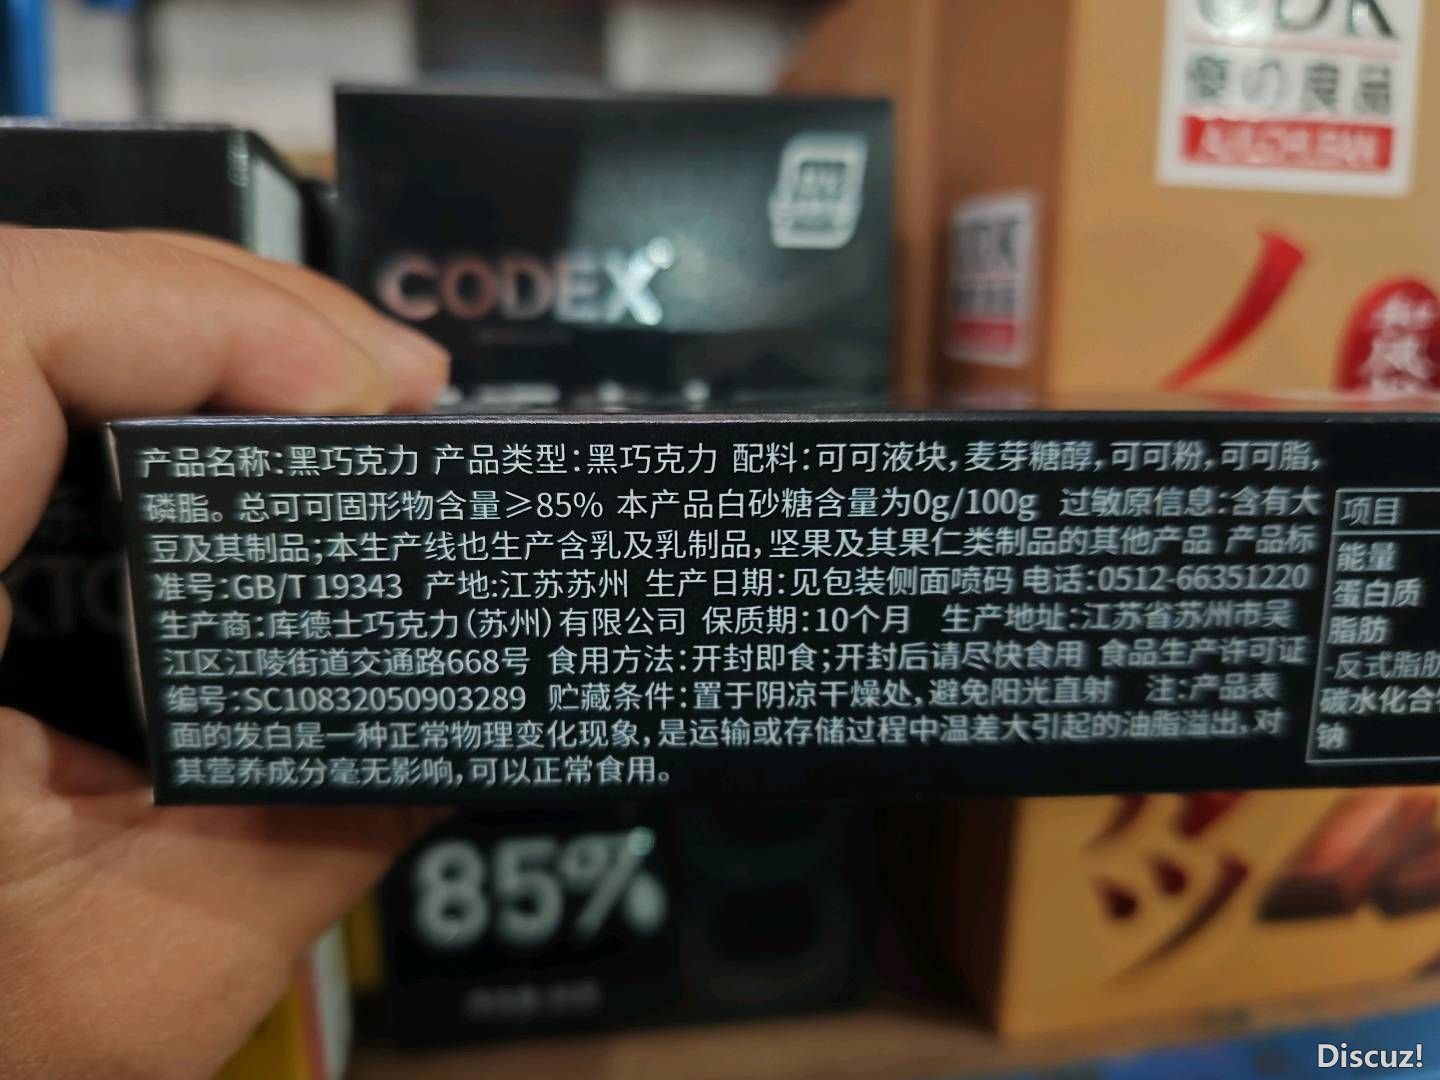 CODEX
の良品
产品名称：黑巧克力 产品类型：黑巧克力 配料：可可液块，麦芽糖醇，可可粉，可可脂，
磷脂。总可可固形物含量≥85% 本产品白砂糖含量为0g/100g 过敏原信息：含有大
豆及其制品；本生产线也生产含乳及乳制品，坚果及其果仁类制品的其他产品 产品标
准号：GB/T 19343 产地：江苏苏州 生产日期：见包装侧面喷码 电话：0512-66351220
生产商：库德士巧克力（苏州）有限公司 保质期：10个月 生产地址：江苏省苏州市吴
江区江陵街道交通路668号 食用方法：开封即食；开封后请尽快食用 食品生产许可证
编号：SC10832050903289 贮藏条件：置于阴凉干燥处，避免阳光直射 注：产品表
面的发白是一种正常物理变化现象，是运输或存储过程中温差大引起的油脂溢出，对
其营养成分毫无影响，可以正常食用。
项目
能量
蛋白质
脂肪
-反式脂肪
碳水化合物
钠
85%
Discuz!